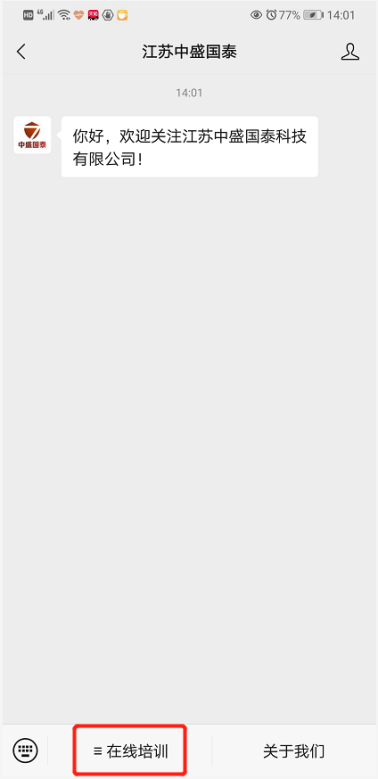 HD 4G 77% 14:01
江苏中盛国泰
14:01
中盛国泰
你好，欢迎关注江苏中盛国泰科技
有限公司！
≡ 在线培训
关于我们